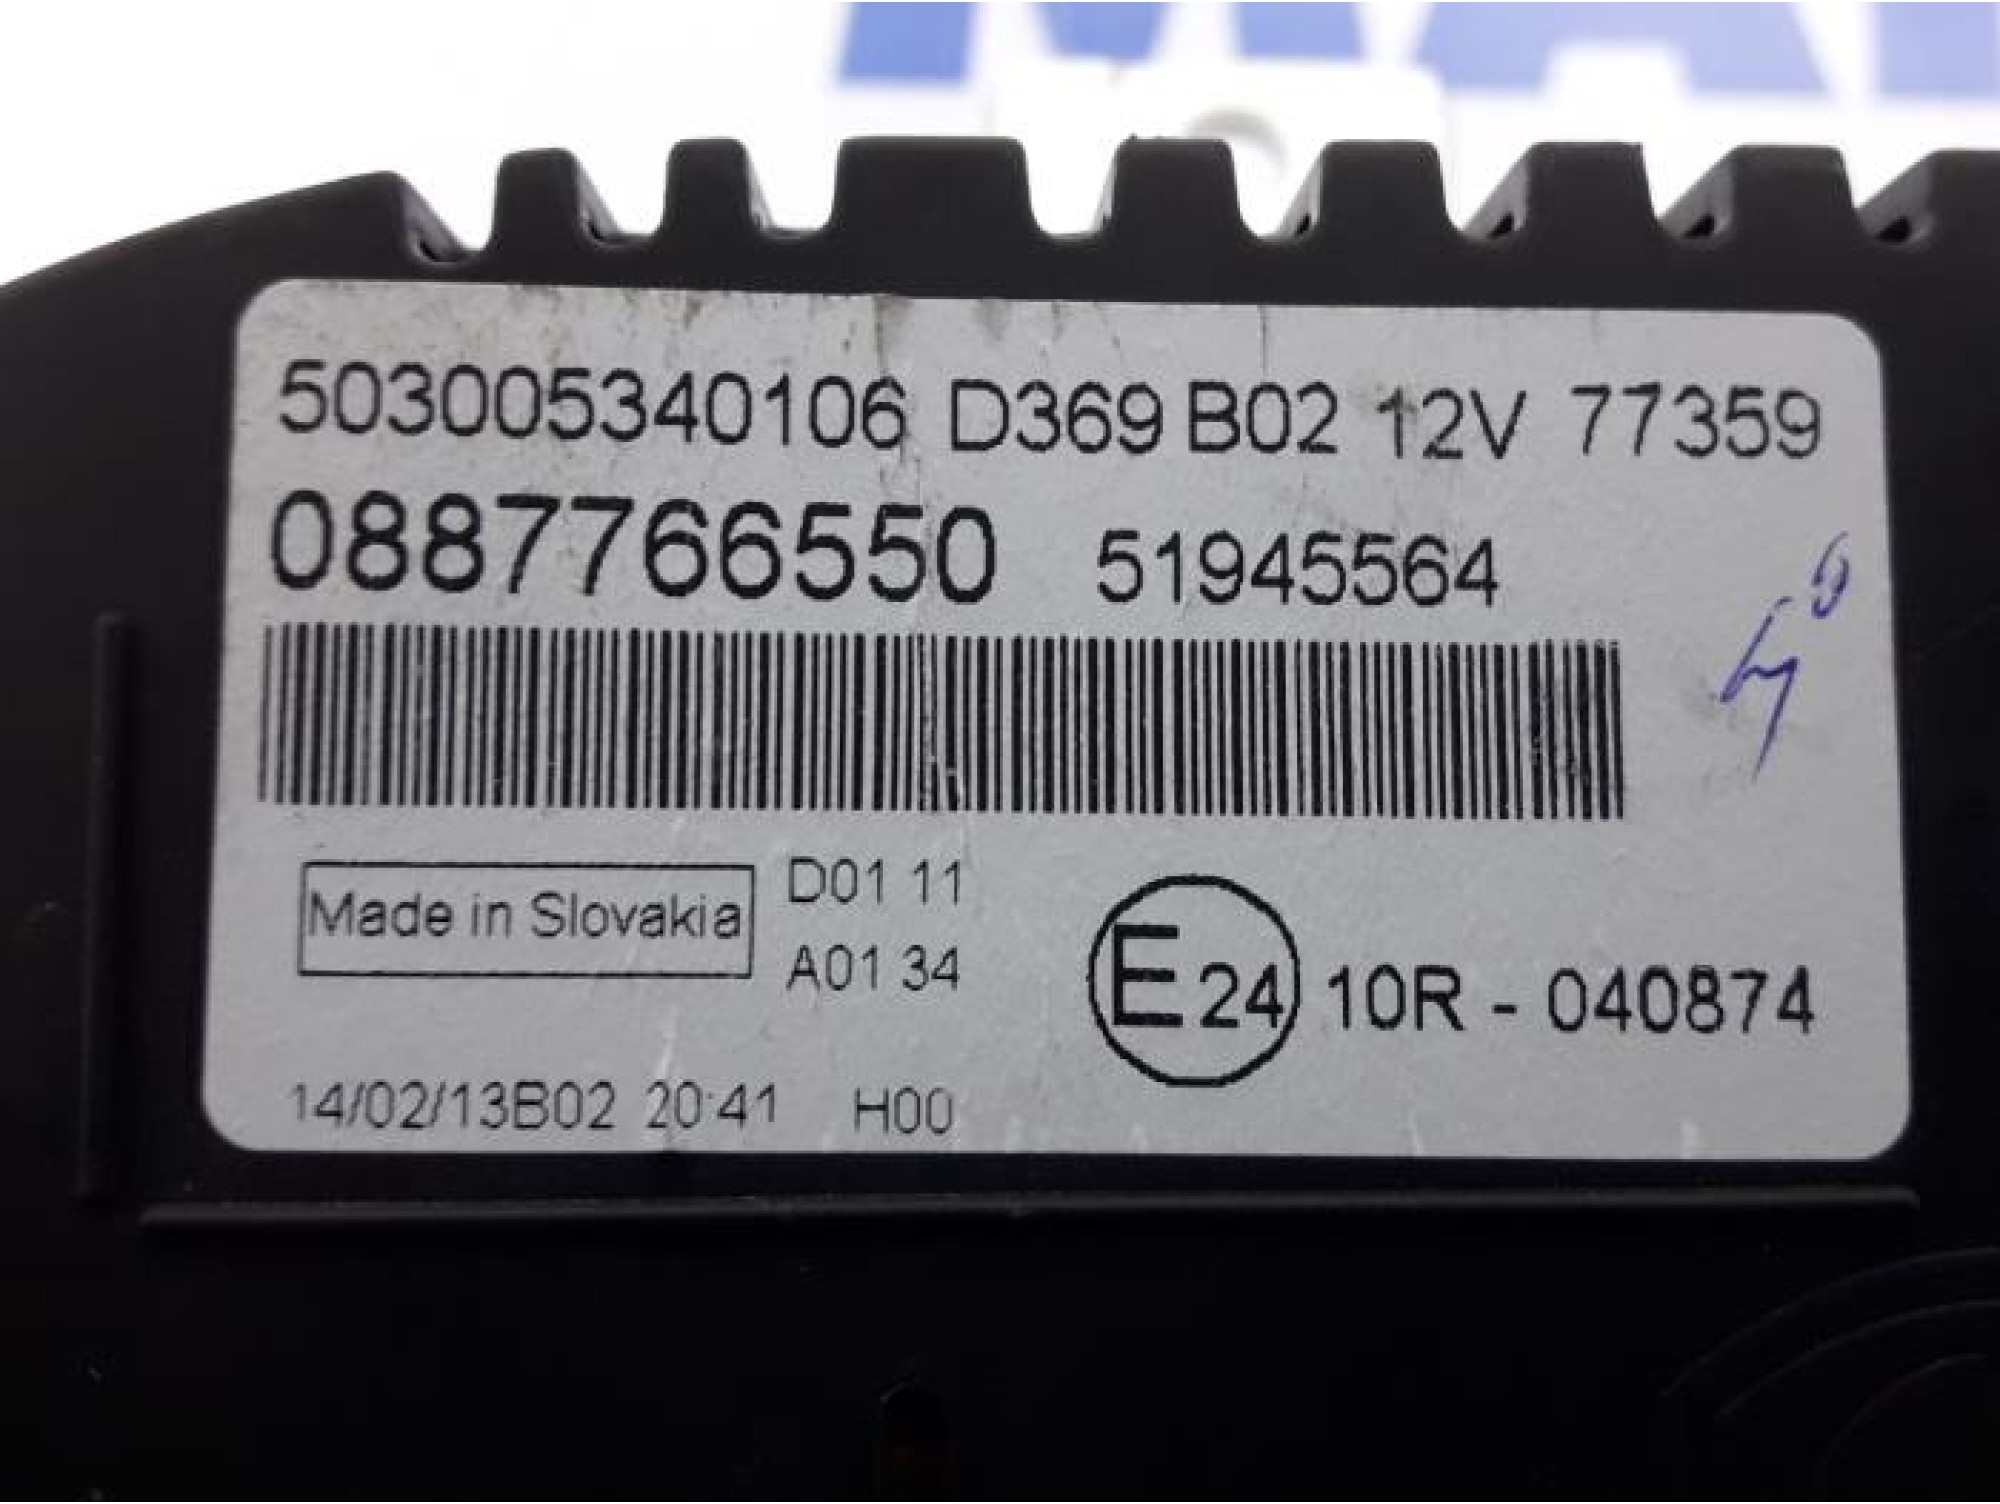 503005340106 D369 B02 12V 77359
0887766550 51945564
Made in Slovakia
D01 11
A01 34
E 24 10R - 040874
14/02/13B02 20:41 H00